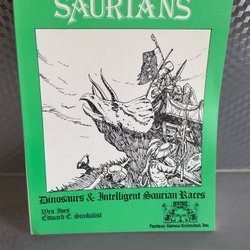 SAURIANS
Dinosaurs & Intelligent Saurian Races
Wes Ives
Edward E. Simbalist
Fantasy Games Unlimited, Inc.